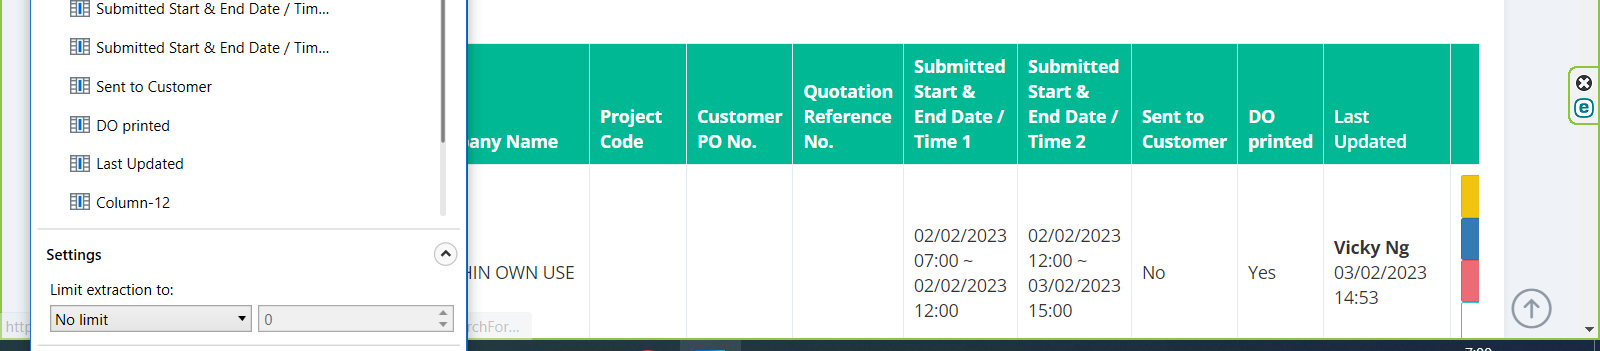 Submitted Start & End Date / Tim...
Submitted Start & End Date / Tim...
Sent to Customer
DO printed
Last Updated
Column-12
Settings
Limit extraction to:
No limit
0
any Name
Project
Code
Customer
PO No.
Quotation
Reference
No.
Submitted
Start &
End Date /
Time 1
Submitted
Start &
End Date /
Time 2
Sent to
Customer
DO
printed
Last
Updated
HIN OWN USE
02/02/2023
07:00 ~
02/02/2023
12:00
02/02/2023
12:00 ~
03/02/2023
15:00
No
Yes
Vicky Ng
03/02/2023
14:53
http
rchFor...
e